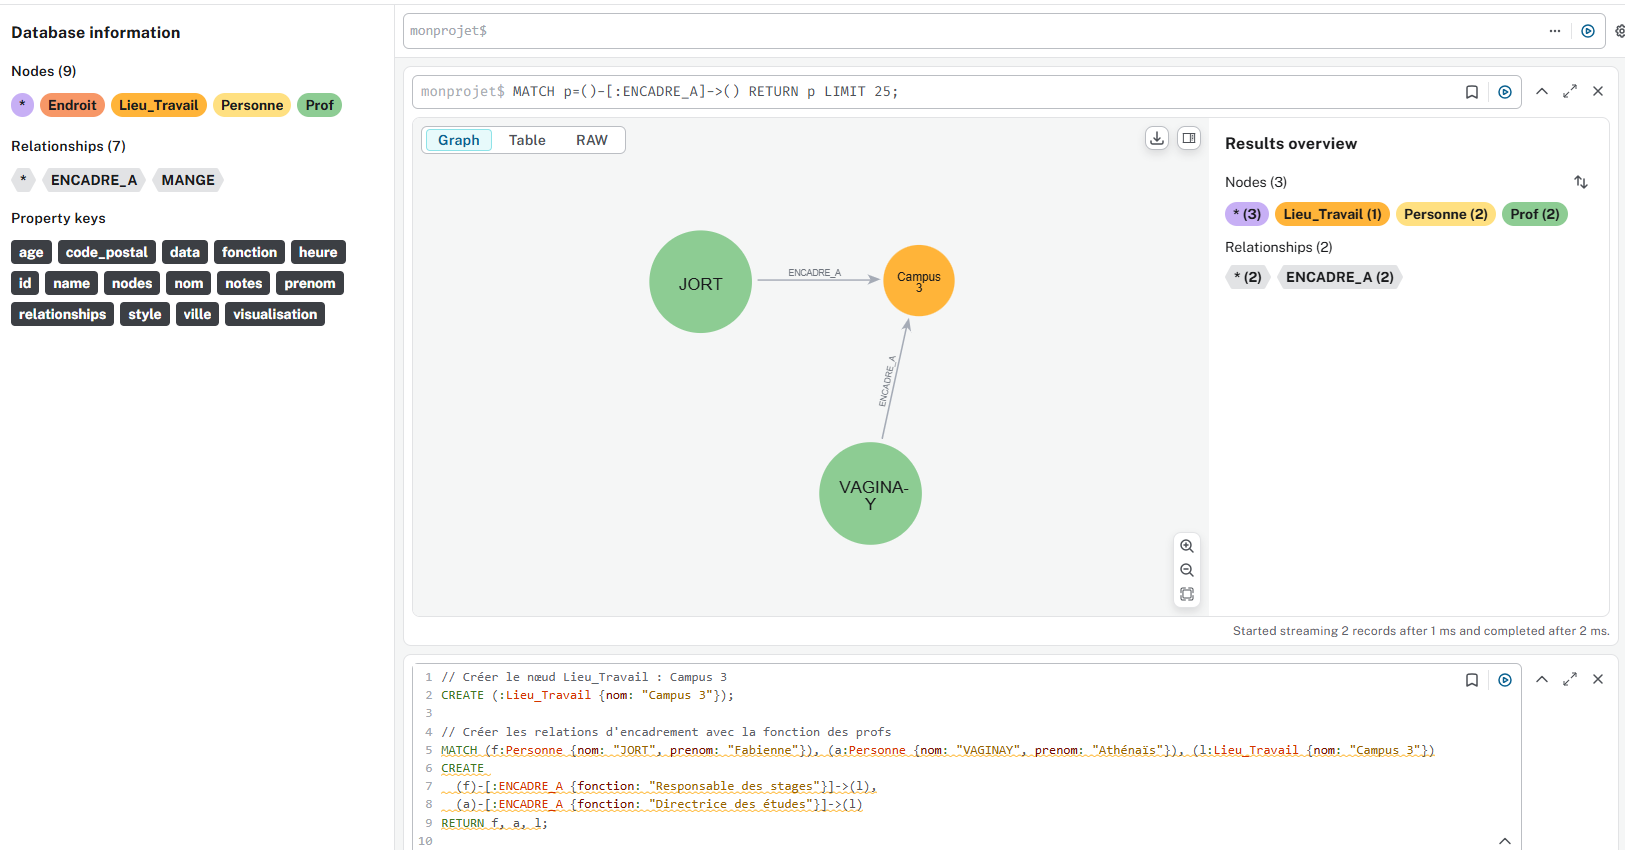 Database information
Nodes (9)
* Endroit Lieu_Travail Personne Prof
Relationships (7)
* ENCADRE_A MANGE
Property keys
age code_postal data fonction heure
id name nodes nom notes prenom
relationships style ville visualisation
monprojet$
monprojet$ MATCH p=()-[:ENCADRE_A]->() RETURN p LIMIT 25;
Graph Table RAW
JORT
ENCADRE_A
Campus
3
ENCADRE_A
VAGINA-
Y
Results overview
Nodes (3)
* (3) Lieu_Travail (1) Personne (2) Prof (2)
Relationships (2)
* (2) ENCADRE_A (2)
Started streaming 2 records after 1 ms and completed after 2 ms.
1 // Créer le nœud Lieu_Travail : Campus 3
2 CREATE (:Lieu_Travail {nom: "Campus 3"});
3
4 // Créer les relations d'encadrement avec la fonction des profs
5 MATCH (f:Personne {nom: "JORT", prenom: "Fabienne"}), (a:Personne {nom: "VAGINAY", prenom: "Athénaïs"}), (l:Lieu_Travail {nom: "Campus 3"})
6 CREATE
7 (f)-[:ENCADRE_A {fonction: "Responsable des stages"}]->(l),
8 (a)-[:ENCADRE_A {fonction: "Directrice des études"}]->(l)
9 RETURN f, a, l;
10